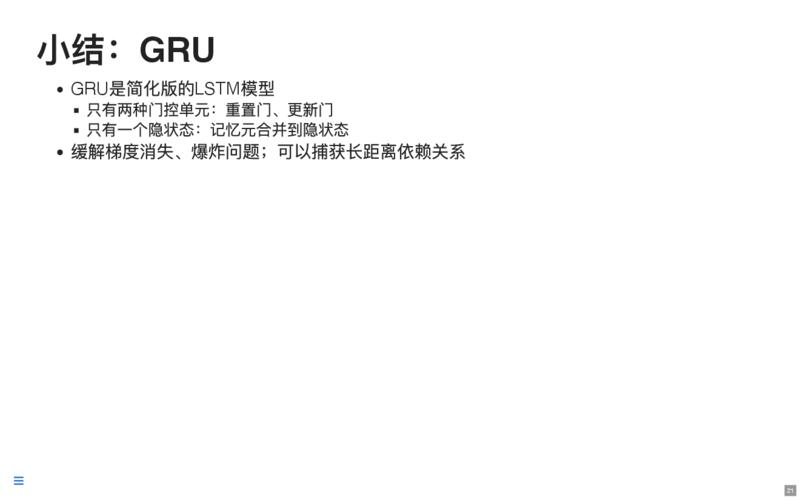 小结：GRU
GRU是简化版的LSTM模型
只有两种门控单元：重置门、更新门
只有一个隐状态：记忆元合并到隐状态
缓解梯度消失、爆炸问题；可以捕获长距离依赖关系
21